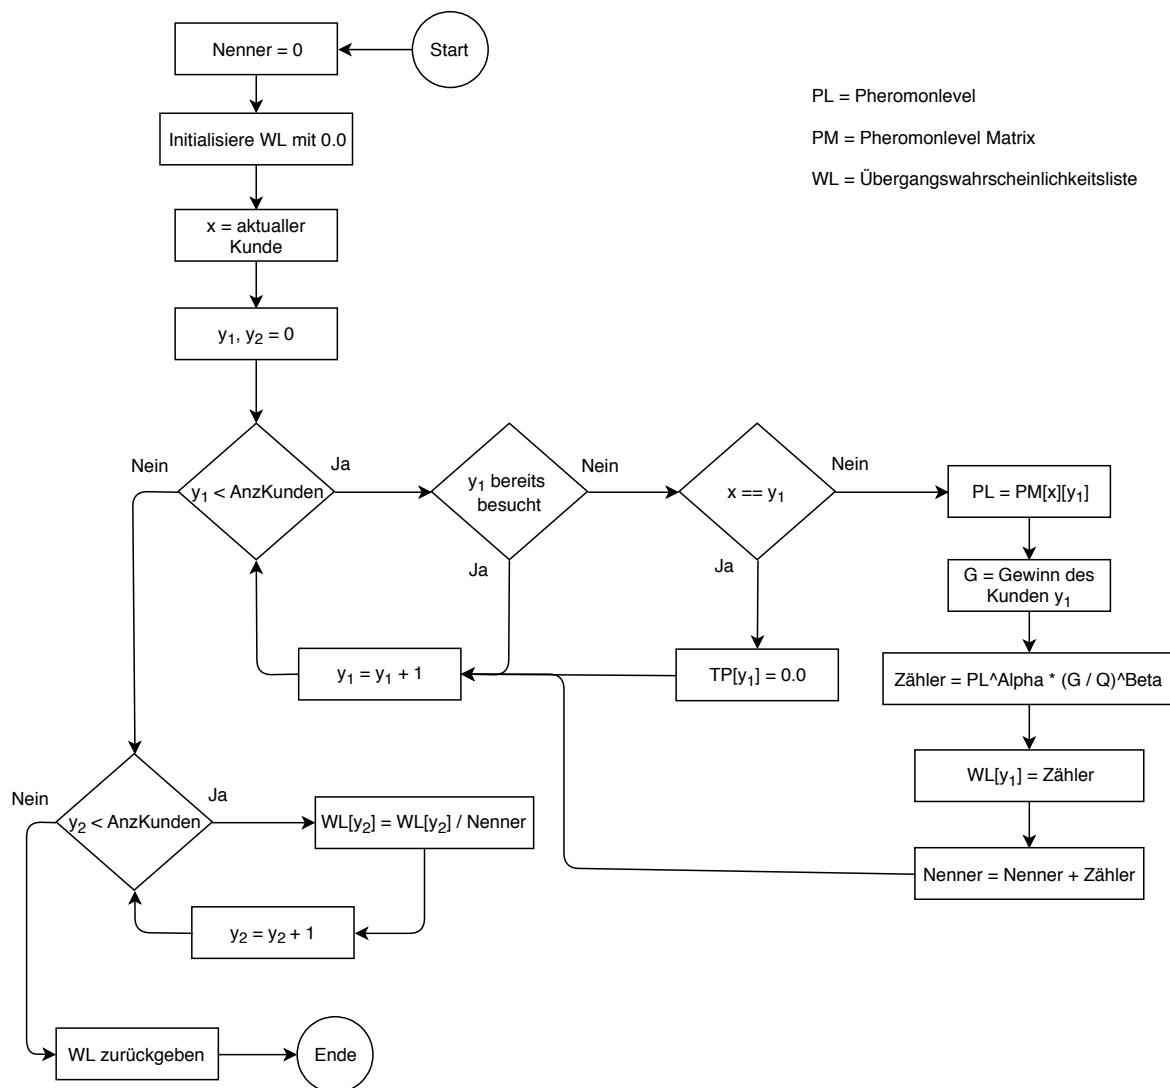 Nenner = 0
Start
PL = Pheromonlevel
PM = Pheromonlevel Matrix
WL = Übergangswahrscheinlichkeitsliste
Initialisiere WL mit 0.0
x = aktualler
Kunde
y1, y2 = 0
Nein
Ja
Nein
Nein
y1 < AnzKunden
y1 bereits
besucht
x == y1
PL = PM[x][y1]
Ja
Ja
G = Gewinn des
Kunden y1
y1 = y1 + 1
TP[y1] = 0.0
Zähler = PL^Alpha * (G / Q)^Beta
WL[y1] = Zähler
Nein
Ja
y2 < AnzKunden
WL[y2] = WL[y2] / Nenner
Nenner = Nenner + Zähler
y2 = y2 + 1
WL zurückgeben
Ende